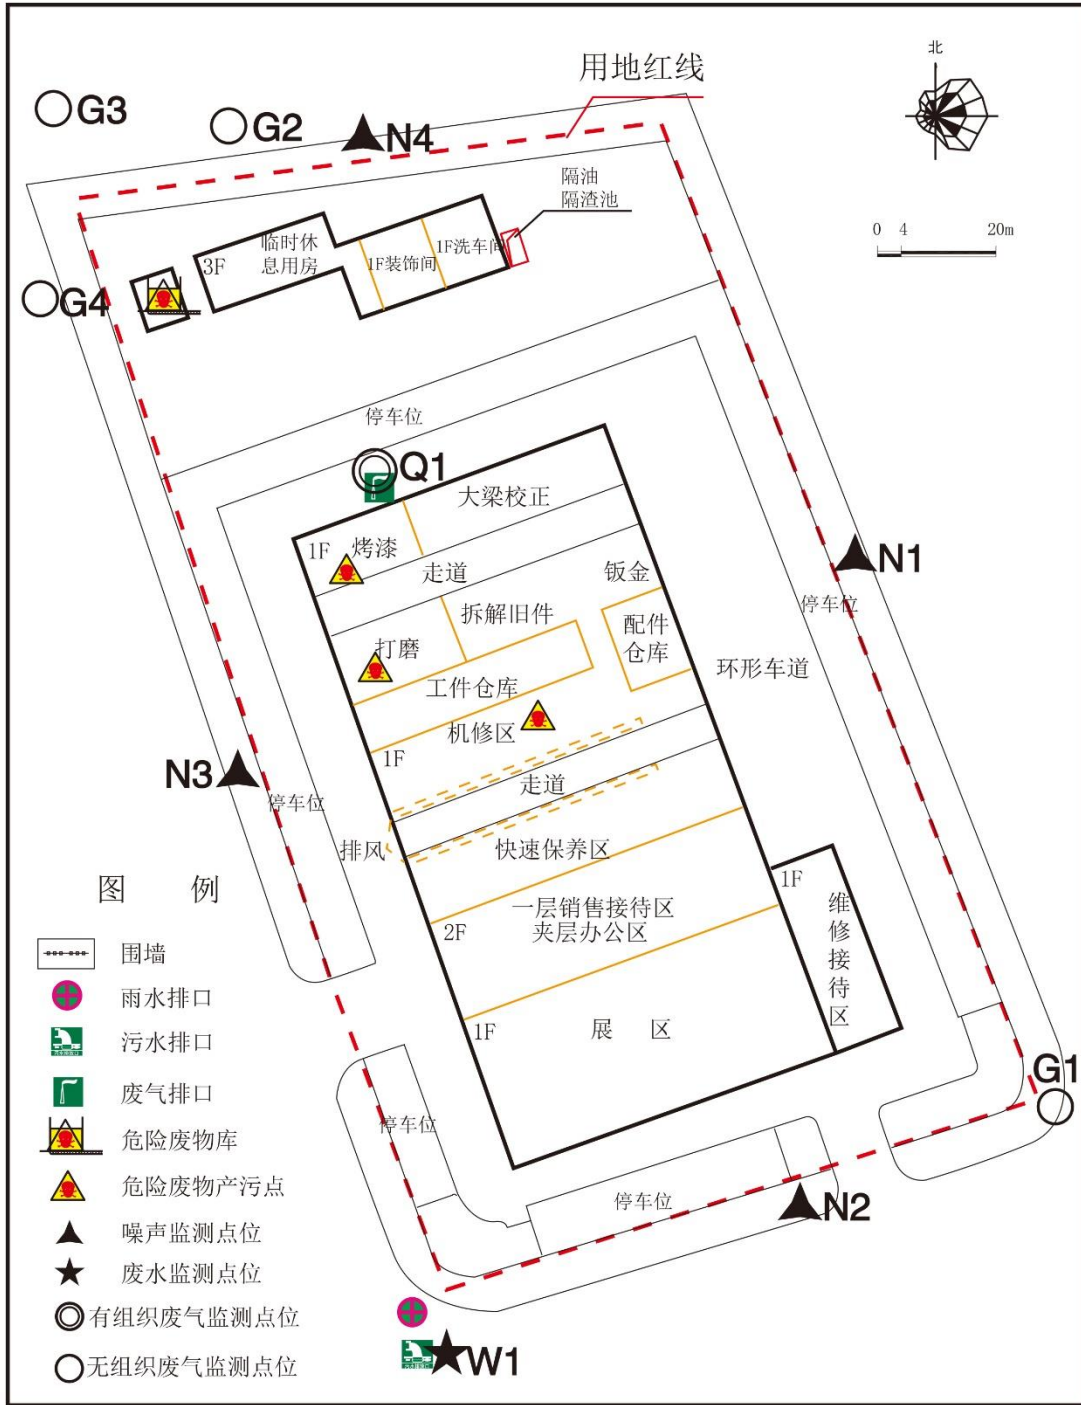 用地红线
北
G3
G2
N4
隔油
隔渣池
0 4 20m
临时休
息用房
3F
1F装饰间
1F洗车间
G4
停车位
Q1
大梁校正
1F
烤漆
走道
钣金
N1
停车位
拆解旧件
配件
仓库
打磨
工件仓库
环形车道
机修区
1F
N3
走道
停车位
排风
快速保养区
1F
一层销售接待区
夹层办公区
2F
维修接待区
1F
展 区
G1
停车位
停车位
N2
W1
图 例
围墙
雨水排口
污水排口
废气排口
危险废物库
危险废物产污点
噪声监测点位
废水监测点位
有组织废气监测点位
无组织废气监测点位